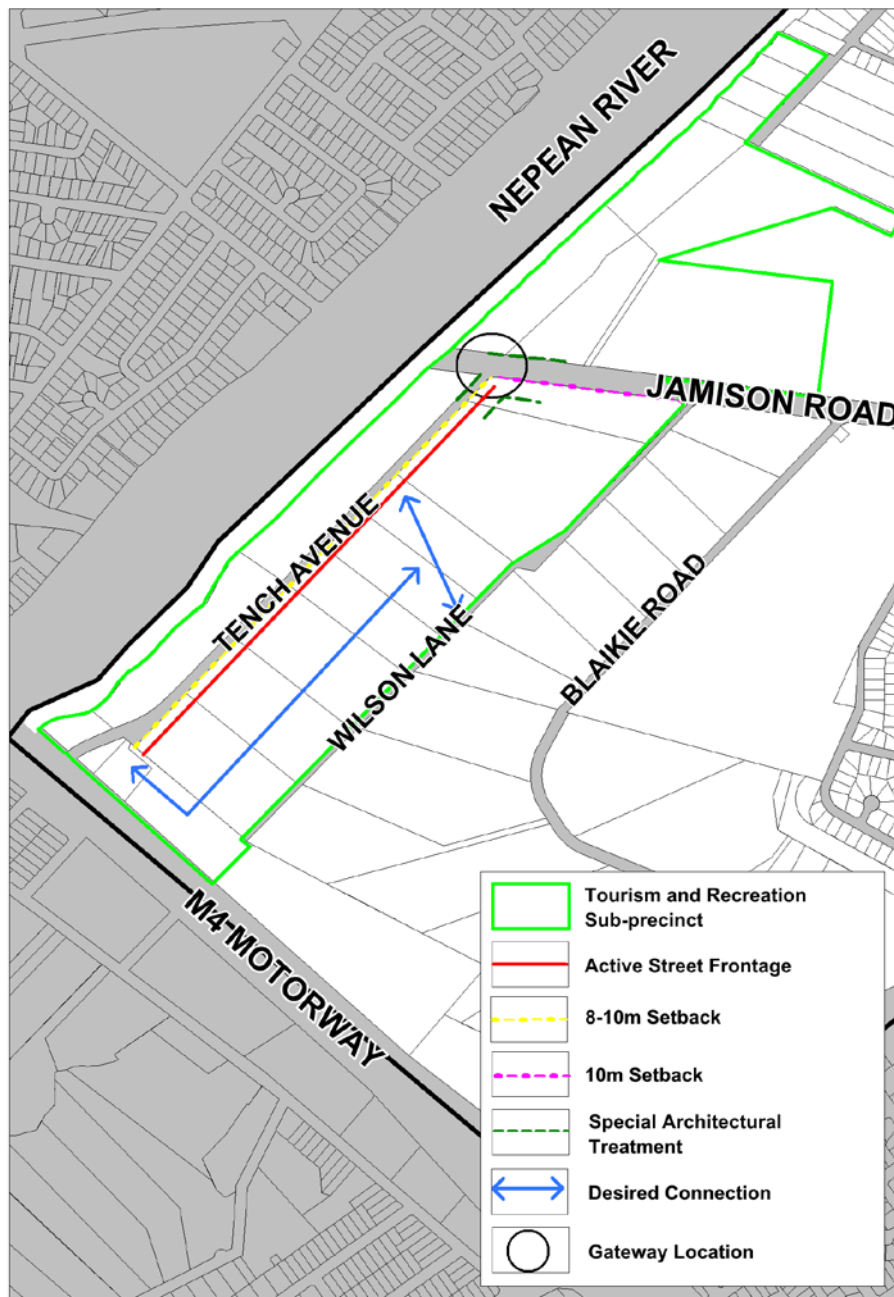 NEPEAN RIVER
JAMISON ROAD
TENCH AVENUE
WILSON LANE
BLAIKIE ROAD
M4 MOTORWAY
Tourism and Recreation
Sub-precinct
Active Street Frontage
8-10m Setback
10m Setback
Special Architectural
Treatment
Desired Connection
Gateway Location